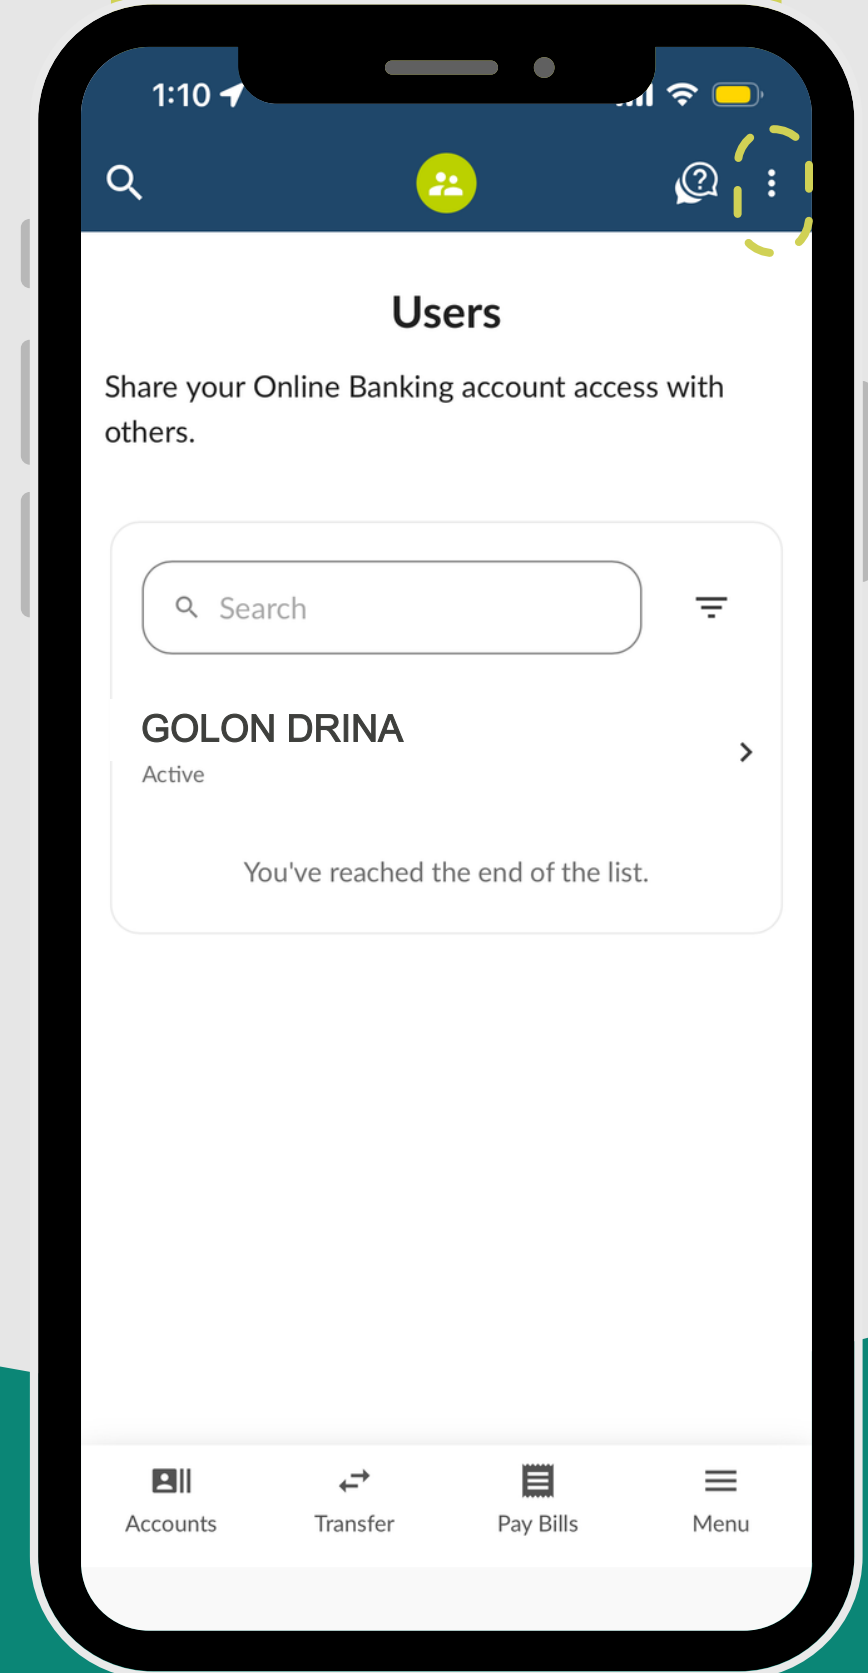 1:10
Users
Share your Online Banking account access with
others.
Search
GOLON DRINA
Active
You've reached the end of the list.
Accounts
Transfer
Pay Bills
Menu